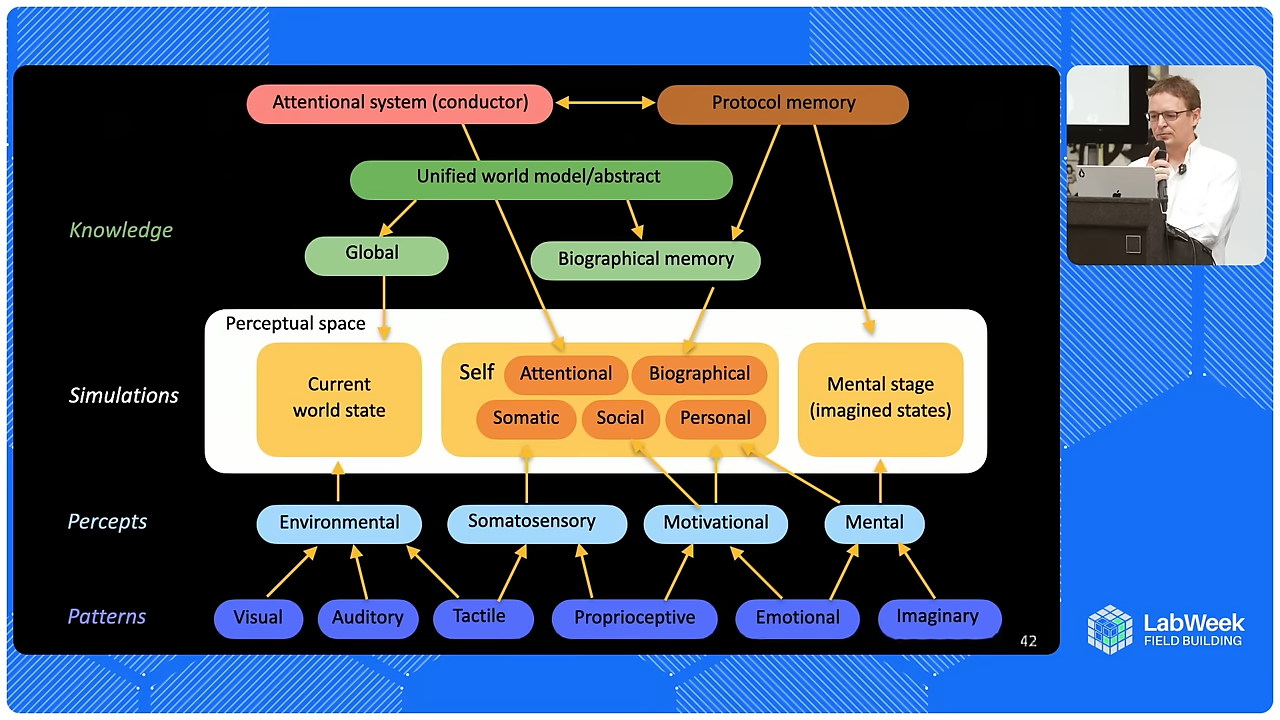 Attentional system (conductor)
Protocol memory
Unified world model/abstract
Knowledge
Global
Biographical memory
Perceptual space
Simulations
Current
world state
Self
Attentional
Biographical
Somatic
Social
Personal
Mental stage
(imagined states)
Percepts
Environmental
Somatosensory
Motivational
Mental
Patterns
Visual
Auditory
Tactile
Proprioceptive
Emotional
Imaginary
42
LabWeek
FIELD BUILDING